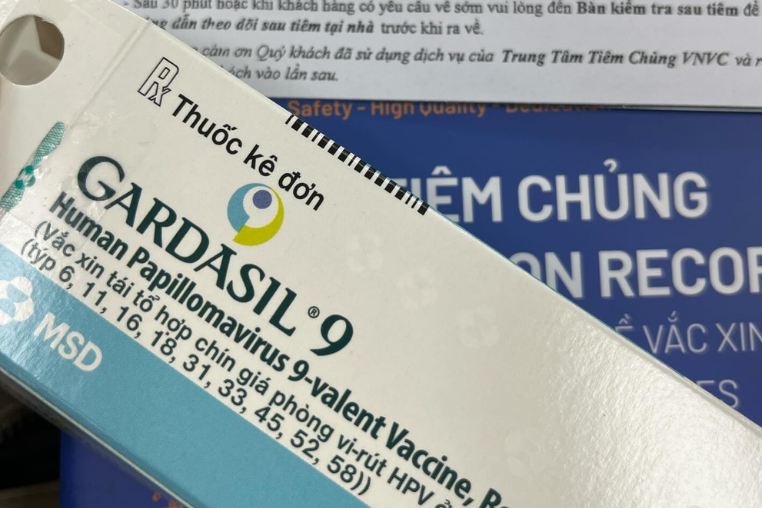 - Sau 30 phút hoặc khi khách hàng có yêu cầu về sớm vui lòng đến Bàn kiểm tra sau tiêm để
dẫn theo dõi sau tiêm tại nhà trước khi ra về.
cảm ơn Quý khách đã sử dụng dịch vụ của Trung Tâm Tiêm Chủng VNVC và
vào lần sau.
Safety - High Quality -
TIÊM CHỦNG
ON RECOR
VẮC XIN
ES
Rx Thuốc kê đơn
GARDASIL®9
Human Papillomavirus 9-valent Vaccine,
(Vắc xin tái tổ hợp chín giá phòng vi-rút HPV ở
(týp 6, 11, 16, 18, 31, 33, 45, 52, 58))
MSD